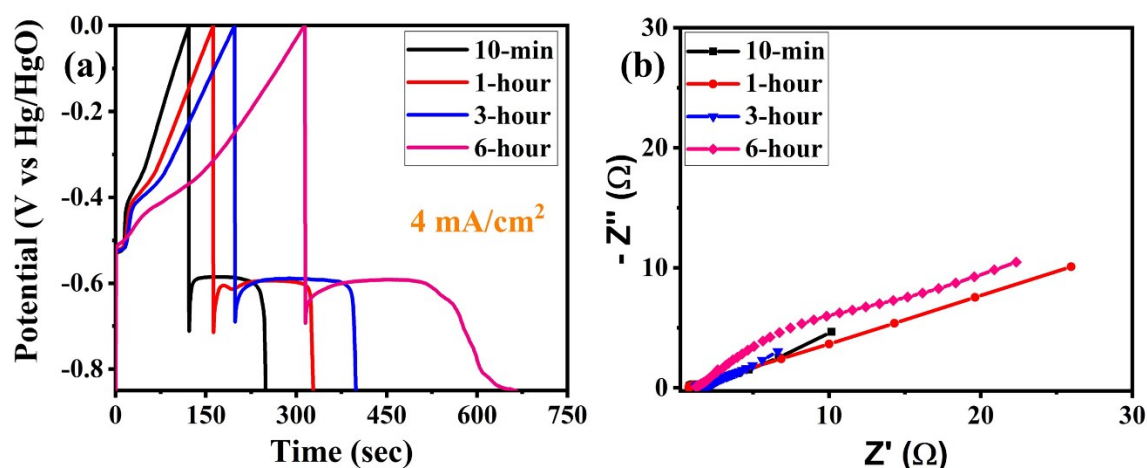 (a)
10-min
1-hour
3-hour
6-hour
4 mA/cm²
Potential (V vs Hg/HgO)
0.0
-0.2
-0.4
-0.6
-0.8
0 150 300 450 600 750
Time (sec)
(b)
10-min
1-hour
3-hour
6-hour
- Z" (Ω)
30
20
10
0
10 20 30
Z' (Ω)